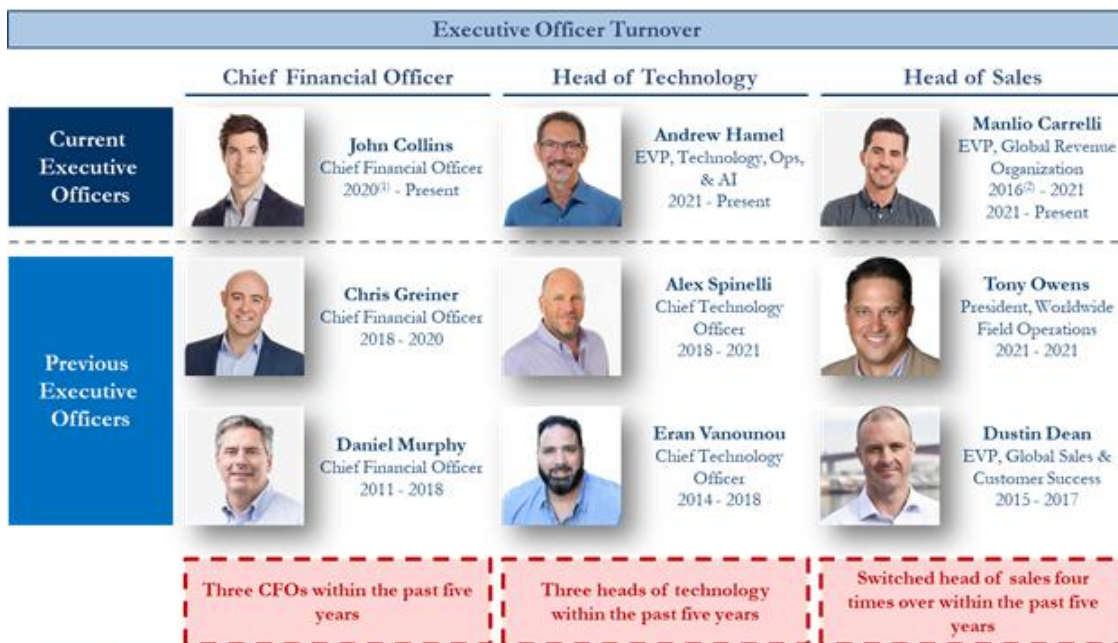 Executive Officer Turnover
Chief Financial Officer
Head of Technology
Head of Sales
Current
Executive
Officers
John Collins
Chief Financial Officer
2020(1) - Present
Andrew Hamel
EVP, Technology, Ops,
& AI
2021 - Present
Manlio Carrelli
EVP, Global Revenue
Organization
2016(2) - 2021
2021 - Present
Previous
Executive
Officers
Chris Greiner
Chief Financial Officer
2018 - 2020
Alex Spinelli
Chief Technology
Officer
2018 - 2021
Tony Owens
President, Worldwide
Field Operations
2021 - 2021
Daniel Murphy
Chief Financial Officer
2011 - 2018
Eran Vanounou
Chief Technology
Officer
2014 - 2018
Dustin Dean
EVP, Global Sales &
Customer Success
2015 - 2017
Three CFOs within the past five
years
Three heads of technology
within the past five years
Switched head of sales four
times over within the past five
years